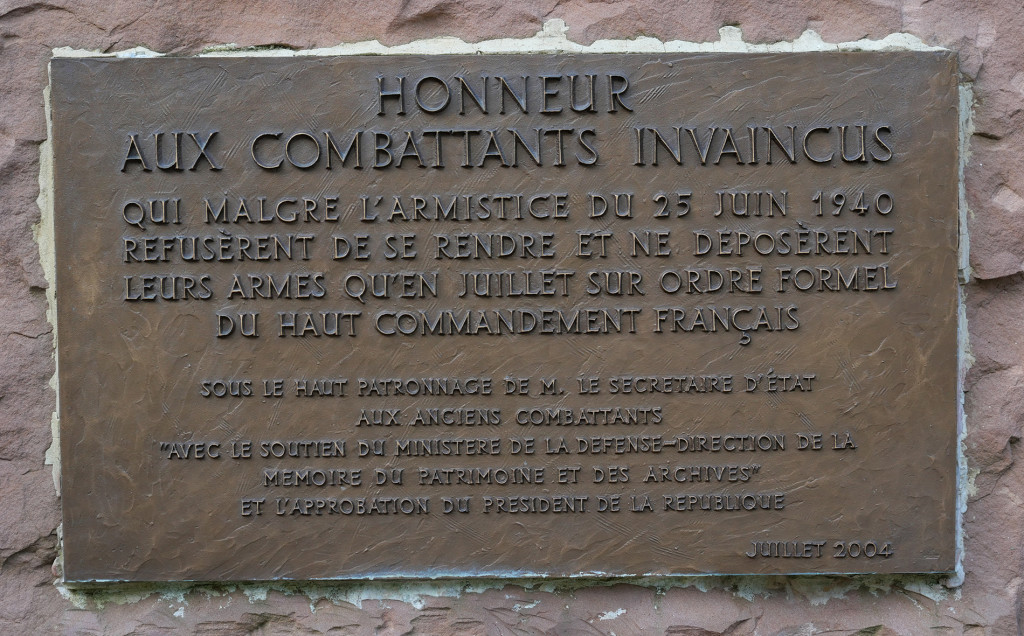 HONNEUR
AUX COMBATTANTS INVAINCUS
QUI MALGRE L'ARMISTICE DU 25 JUIN 1940
REFUSÈRENT DE SE RENDRE ET NE DEPOSÈRENT
LEURS ARMES QU'EN JUILLET SUR ORDRE FORMEL
DU HAUT COMMANDEMENT FRANÇAIS
SOUS LE HAUT PATRONNAGE DE M. LE SECRETAIRE D'ÉTAT
AUX ANCIENS COMBATTANTS
"AVEC LE SOUTIEN DU MINISTERE DE LA DEFENSE-DIRECTION DE LA
MEMOIRE DU PATRIMOINE ET DES ARCHIVES"
ET L'APPROBATION DU PRESIDENT DE LA REPUBLIQUE
JUILLET 2004